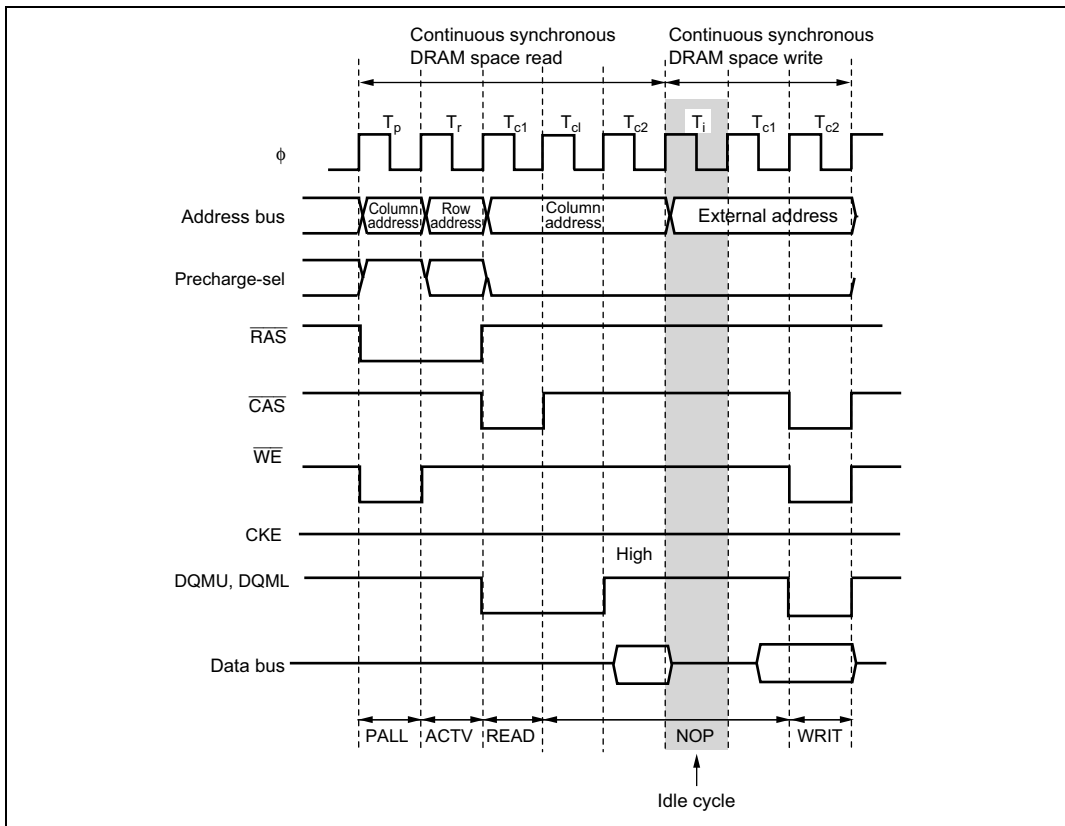 Continuous synchronous
DRAM space read
Continuous synchronous
DRAM space write
Tp Tr Tc1 Tcl Tc2 Ti Tc1 Tc2
ϕ
Address bus
Column
address
Row
address
Column
address
External address
Precharge-sel
RAS
CAS
WE
CKE
High
DQMU, DQML
Data bus
PALL ACTV READ NOP WRIT
Idle cycle